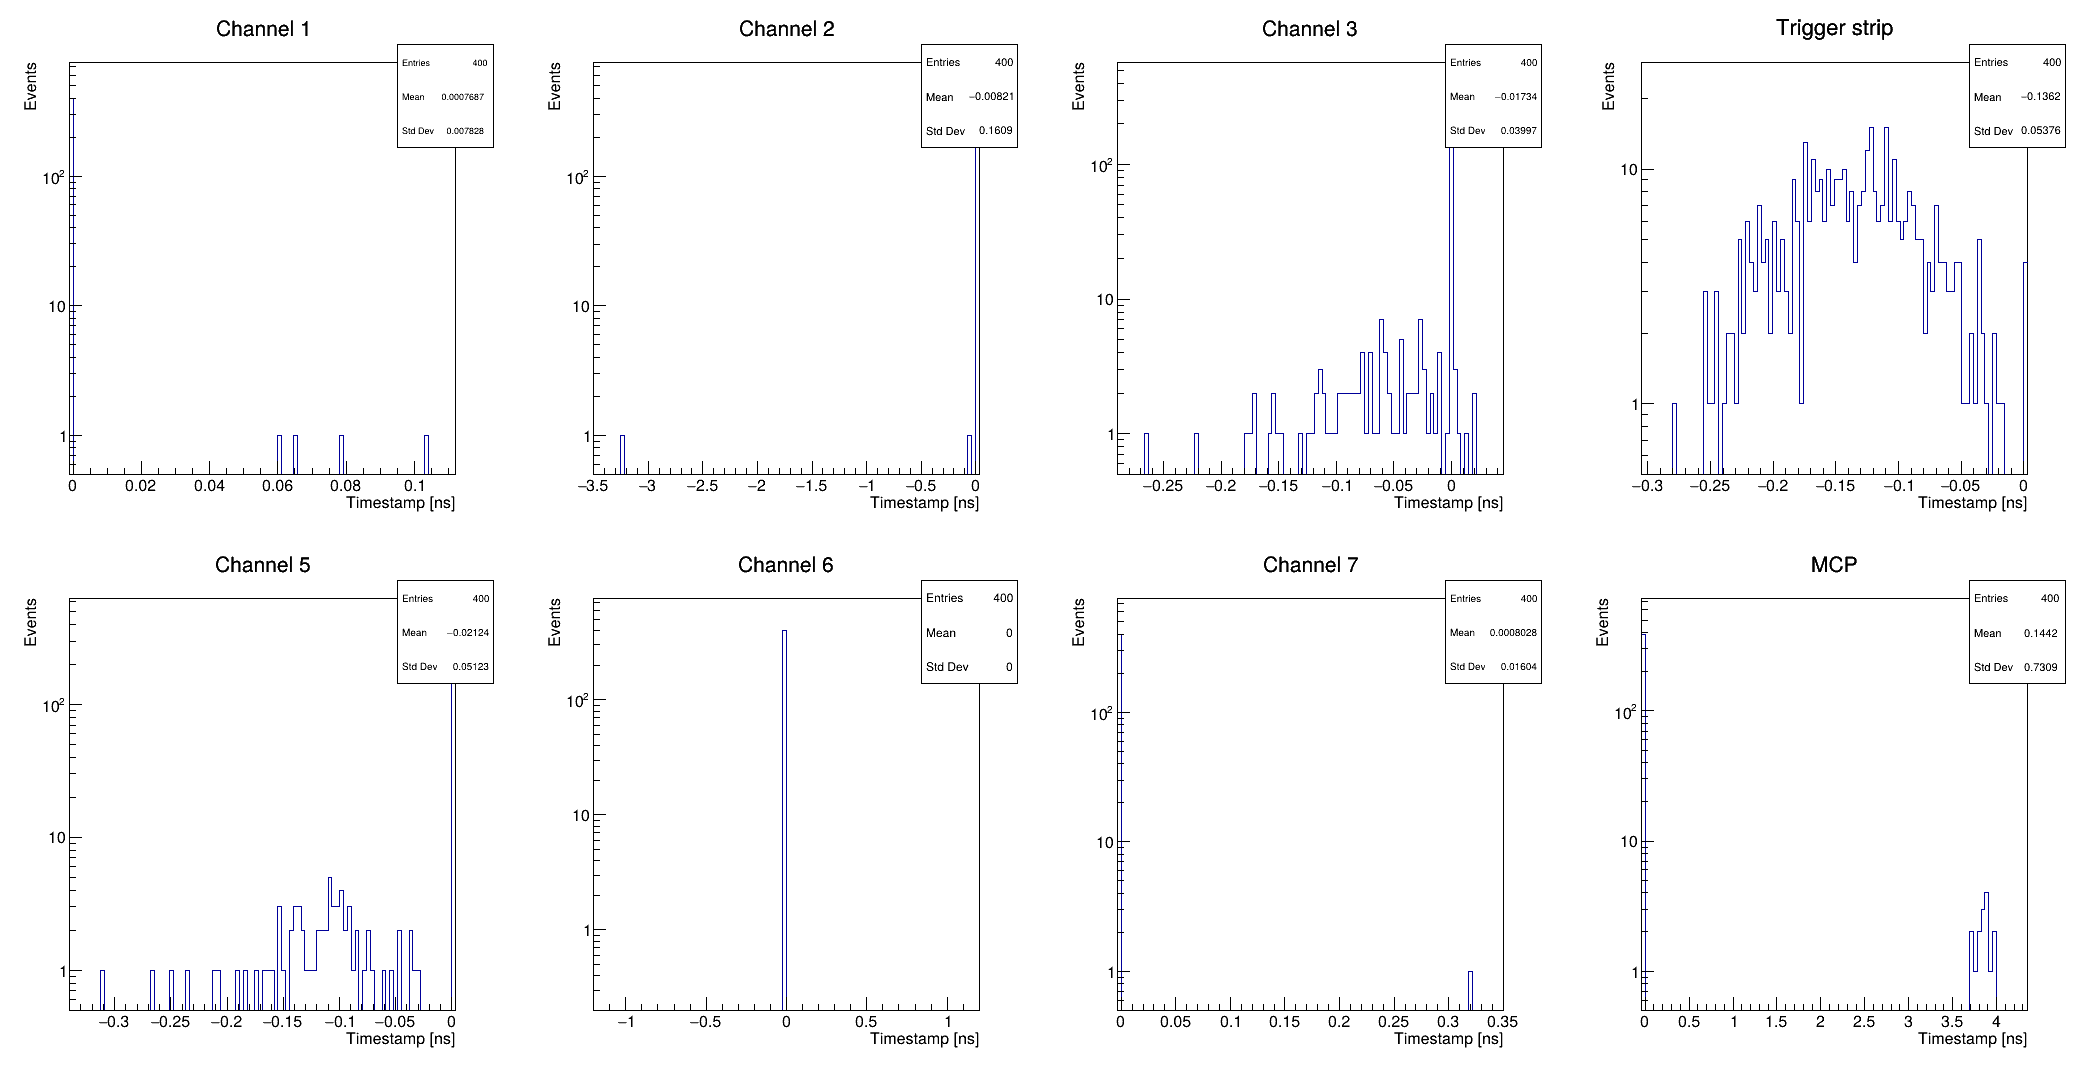 Channel 1
Events
Entries 400
Mean 0.0007687
Std Dev 0.007828
10²
10
1
0 0.02 0.04 0.06 0.08 0.1
Timestamp [ns]
Channel 2
Events
Entries 400
Mean −0.00821
Std Dev 0.1609
10²
10
1
−3.5 −3 −2.5 −2 −1.5 −1 −0.5 0
Timestamp [ns]
Channel 3
Events
Entries 400
Mean −0.01734
Std Dev 0.03997
10²
10
1
−0.25 −0.2 −0.15 −0.1 −0.05 0
Timestamp [ns]
Trigger strip
Events
Entries 400
Mean −0.1362
Std Dev 0.05376
10
1
−0.3 −0.25 −0.2 −0.15 −0.1 −0.05 0
Timestamp [ns]
Channel 5
Events
Entries 400
Mean −0.02124
Std Dev 0.05123
10²
10
1
−0.3 −0.25 −0.2 −0.15 −0.1 −0.05 0
Timestamp [ns]
Channel 6
Events
Entries 400
Mean 0
Std Dev 0
10²
10
1
−1 −0.5 0 0.5 1
Timestamp [ns]
Channel 7
Events
Entries 400
Mean 0.0008028
Std Dev 0.01604
10²
10
1
0 0.05 0.1 0.15 0.2 0.25 0.3 0.35
Timestamp [ns]
MCP
Events
Entries 400
Mean 0.1442
Std Dev 0.7309
10²
10
1
0 0.5 1 1.5 2 2.5 3 3.5 4
Timestamp [ns]